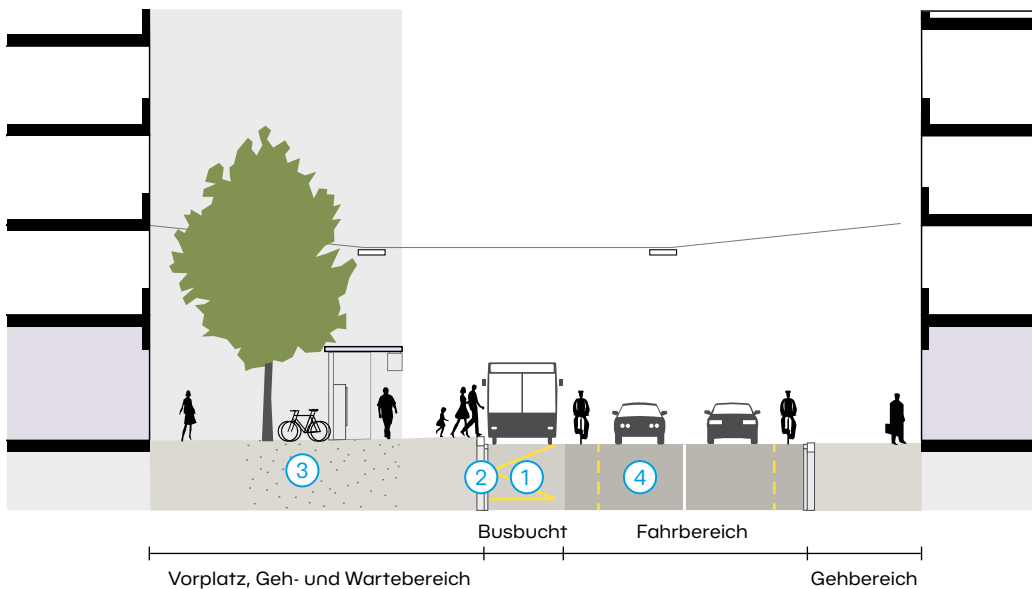 3
2
1
4
Busbucht
Fahrbereich
Vorplatz, Geh- und Wartebereich
Gehbereich